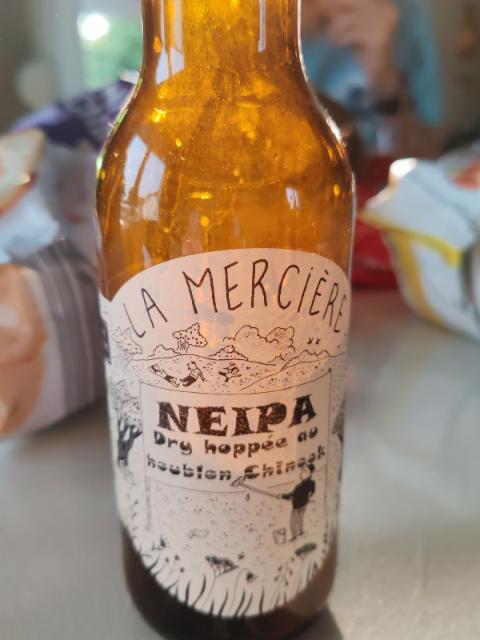 LA MERCIÈRE
NEIPA
Dry hoppée au
houblon Chinook